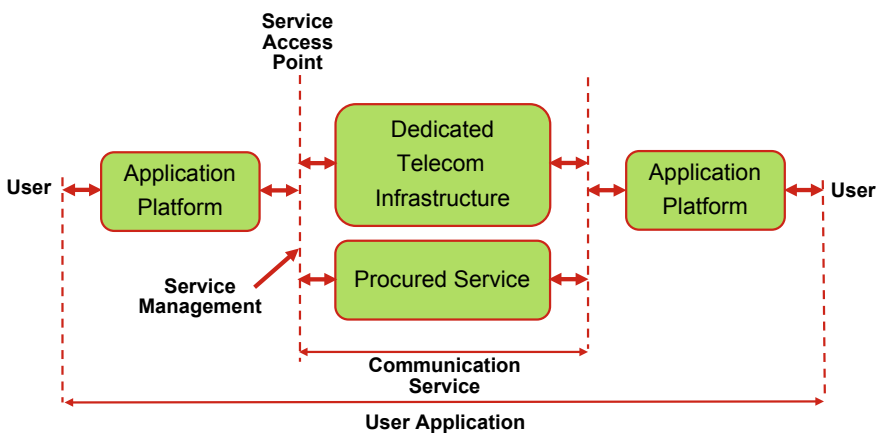 Service
Access
Point
Dedicated
Telecom
Infrastructure
User
Application
Platform
Application
Platform
User
Procured Service
Service
Management
Communication
Service
User Application